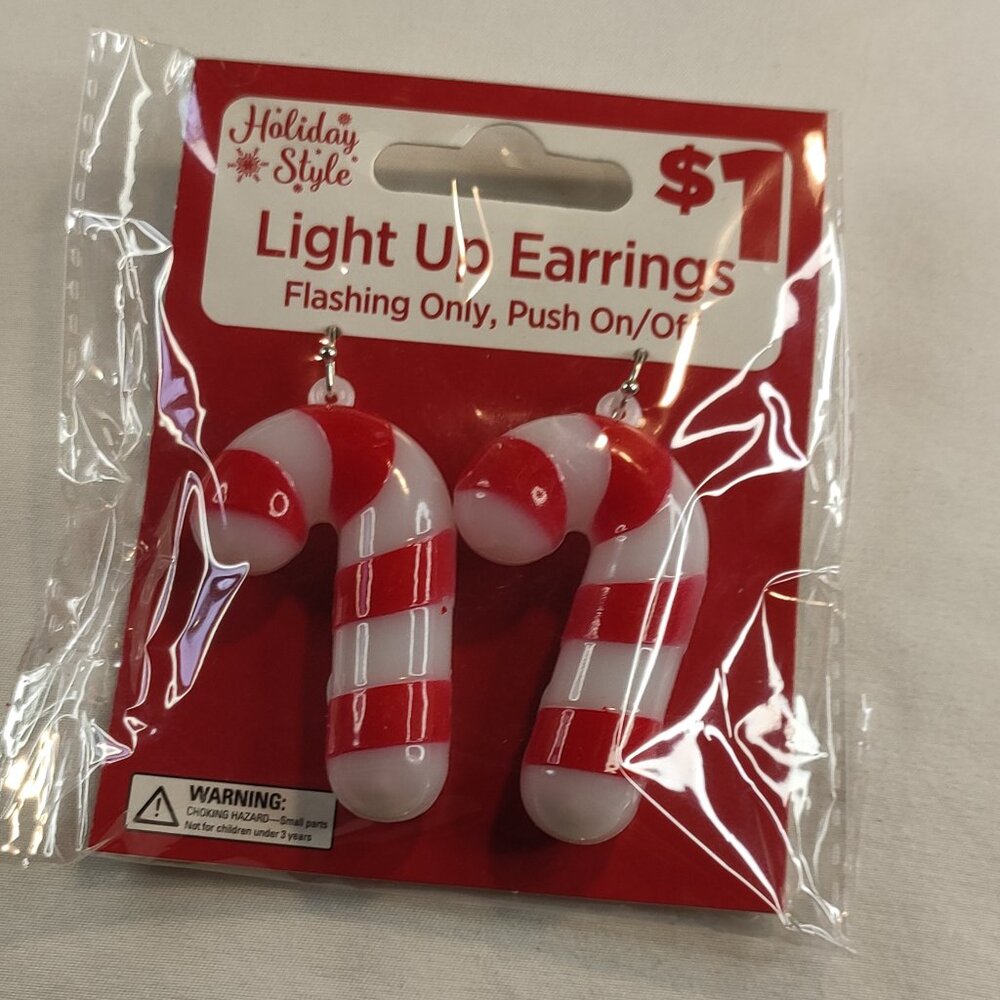 Holiday
Style
$1
Light Up Earrings
Flashing Only, Push On/Off
WARNING:
CHOKING HAZARD—Small parts
Not for children under 3 years